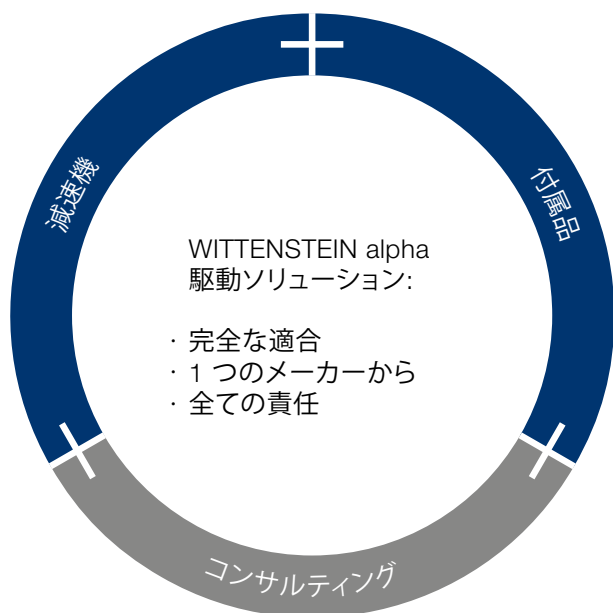 減速機
付属品
WITTENSTEIN alpha
駆動ソリューション:
· 完全な適合
· 1 つのメーカーから
· 全ての責任
コンサルティング